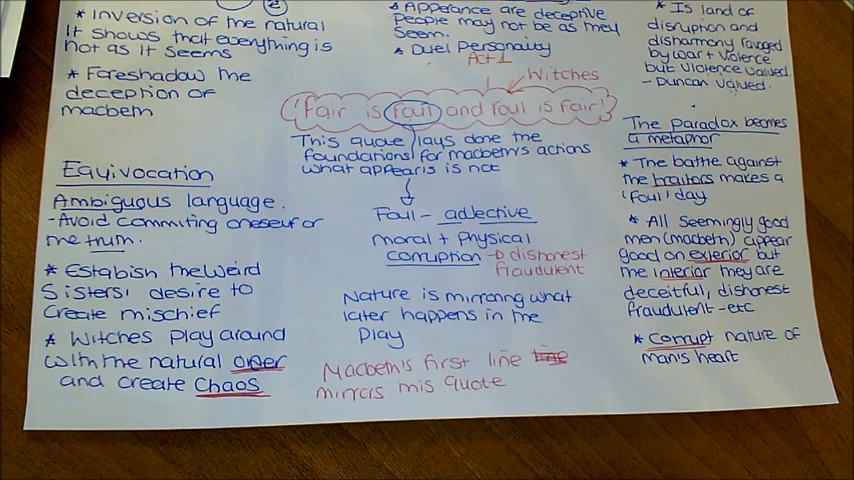 * Inversion of the natural
It shows that everything is
not as it seems
* Foreshadow the
deception of
macbeth
* Apperance are deceptive
people may not be as they
seem.
* Duel Personality
Act 1
Witches
* Is land of
disruption and
disharmony ravaged
by war + violence
but violence valued.
- Duncan valued.
'Fair is foul and foul is fair'
This quote lays done the
foundations for macbeth's actions
what appears is not
Foul - adjective
moral + physical
corruption → dishonest
fraudulent
Nature is mirroring what
later happens in the
play
Macbeth's first line
mirrors this quote
Equivocation
Ambiguous language.
- Avoid commiting oneself or
the truth.
* Estabish the weird
Sisters' desire to
create mischief
* Witches play around
with the natural order
and create Chaos
The paradox becomes
a metaphor
* The battle against
the traitors makes a
'foul' day
* All seemingly good
men (macbeth) appear
good on exterior but
the interior they are
deceitful, dishonest
fraudulent - etc
* Corrupt nature of
man's heart